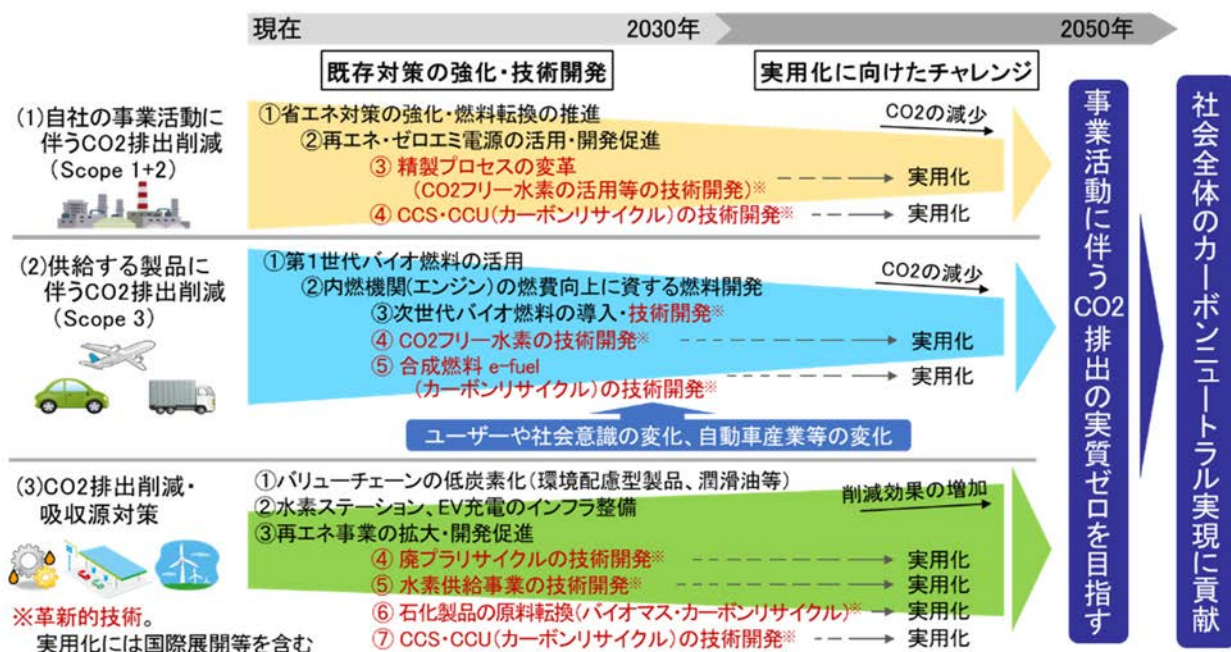 現在
2030年
2050年
既存対策の強化・技術開発
実用化に向けたチャレンジ
(1)自社の事業活動に
伴うCO2排出削減
(Scope 1+2)
①省エネ対策の強化・燃料転換の推進
CO2の減少
②再エネ・ゼロエミ電源の活用・開発促進
③ 精製プロセスの変革
(CO2フリー水素の活用等の技術開発)※
実用化
④ CCS・CCU(カーボンリサイクル)の技術開発※
実用化
(2)供給する製品に
伴うCO2排出削減
(Scope 3)
①第1世代バイオ燃料の活用
CO2の減少
②内燃機関(エンジン)の燃費向上に資する燃料開発
③次世代バイオ燃料の導入・技術開発※
④ CO2フリー水素の技術開発※
実用化
⑤ 合成燃料 e-fuel
(カーボンリサイクル)の技術開発※
実用化
ユーザーや社会意識の変化、自動車産業等の変化
(3)CO2排出削減・
吸収源対策
①バリューチェーンの低炭素化(環境配慮型製品、潤滑油等)
削減効果の増加
②水素ステーション、EV充電のインフラ整備
③再エネ事業の拡大・開発促進
④ 廃プラリサイクルの技術開発※
実用化
⑤ 水素供給事業の技術開発※
実用化
⑥ 石化製品の原料転換(バイオマス・カーボンリサイクル)※
実用化
⑦ CCS・CCU(カーボンリサイクル)の技術開発※
実用化
※革新的技術。
実用化には国際展開等を含む
事業活動に伴うCO2排出の実質ゼロを目指す
社会全体のカーボンニュートラル実現に貢献